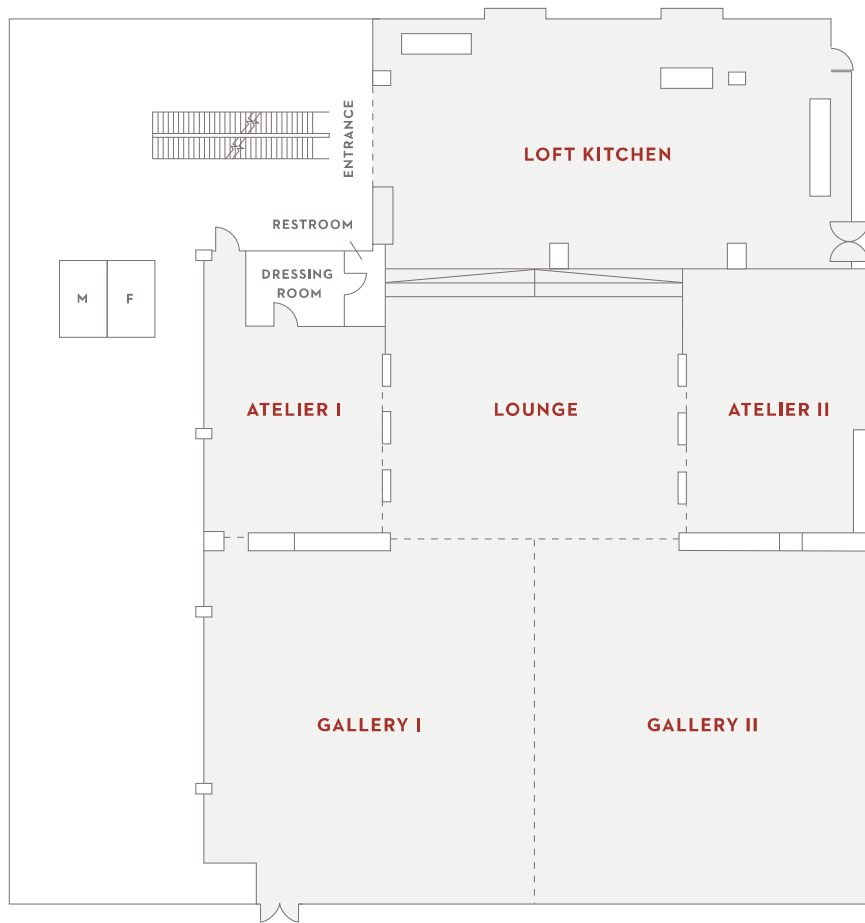 ENTRANCE
LOFT KITCHEN
RESTROOM
DRESSING
ROOM
M
F
ATELIER I
LOUNGE
ATELIER II
GALLERY I
GALLERY II